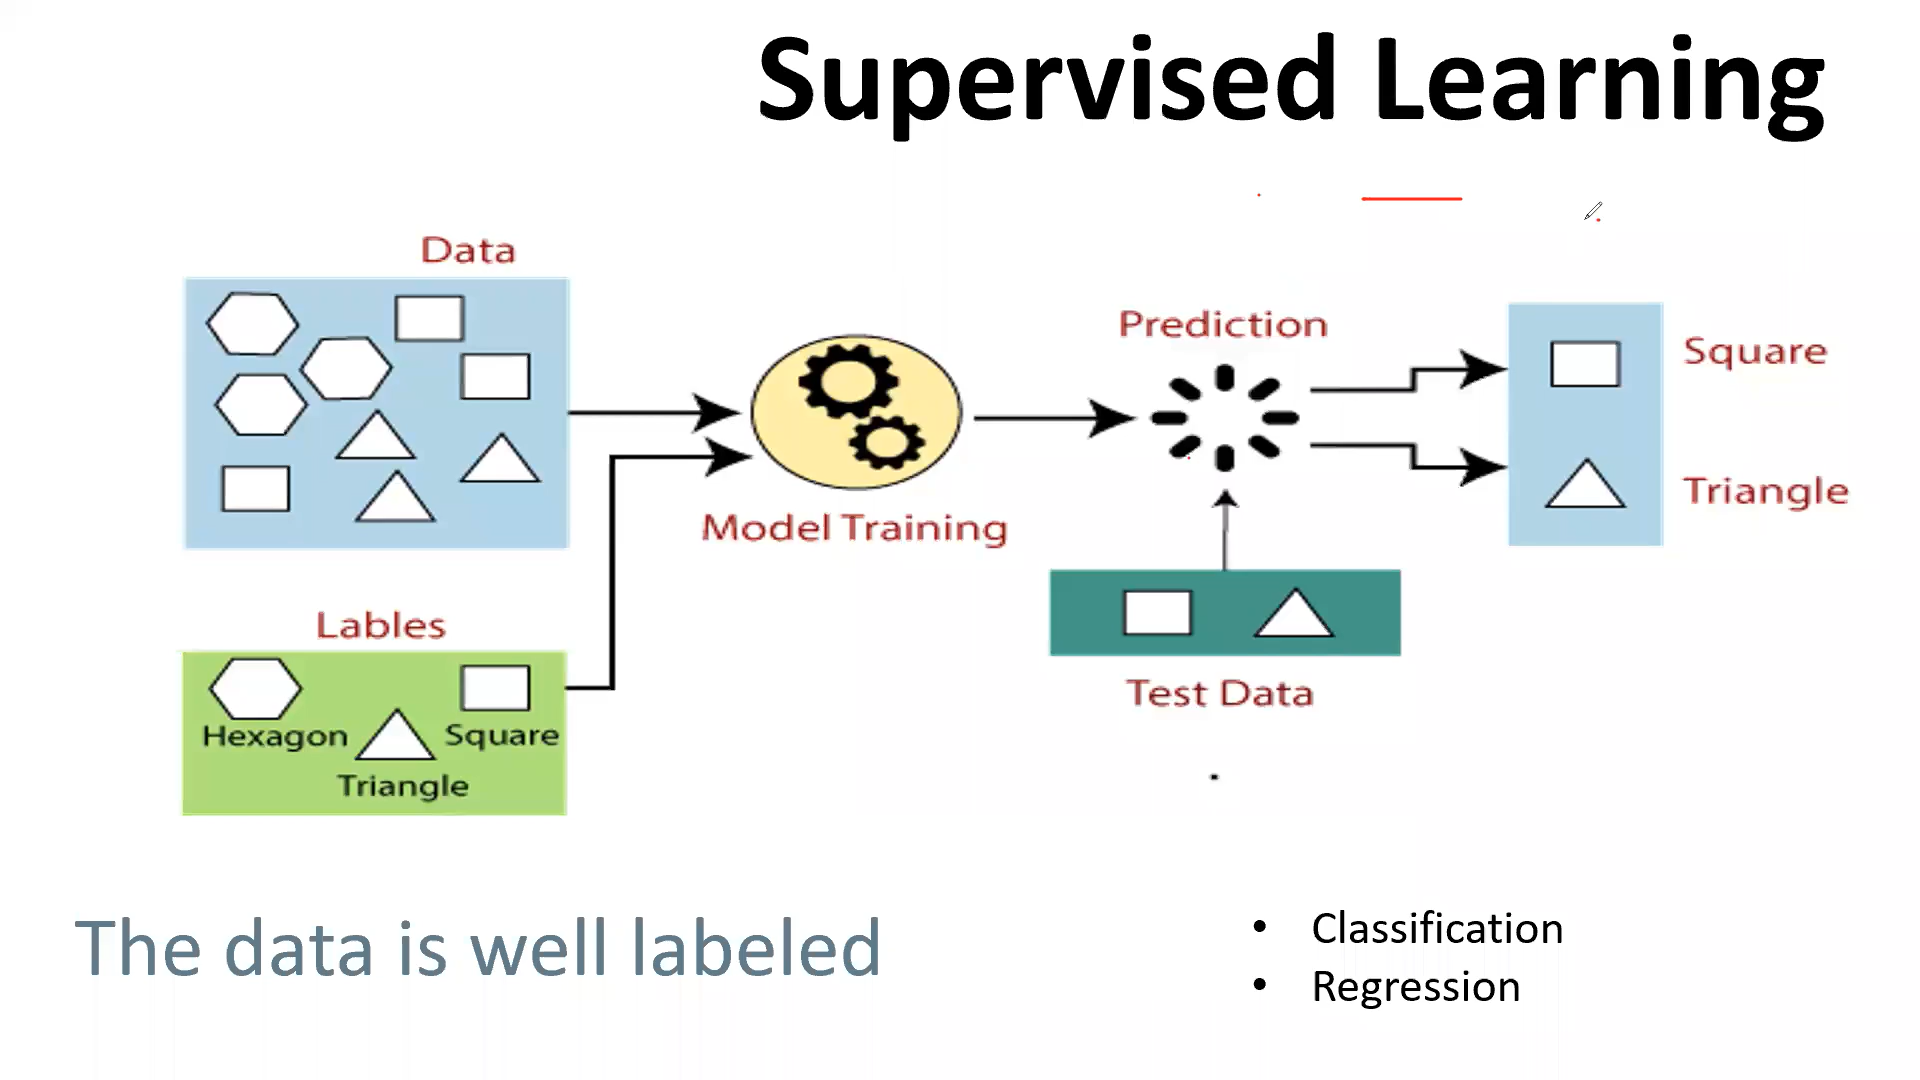 Supervised Learning
Data
Prediction
Square
Triangle
Model Training
Lables
Hexagon
Square
Triangle
Test Data
The data is well labeled
• Classification
• Regression